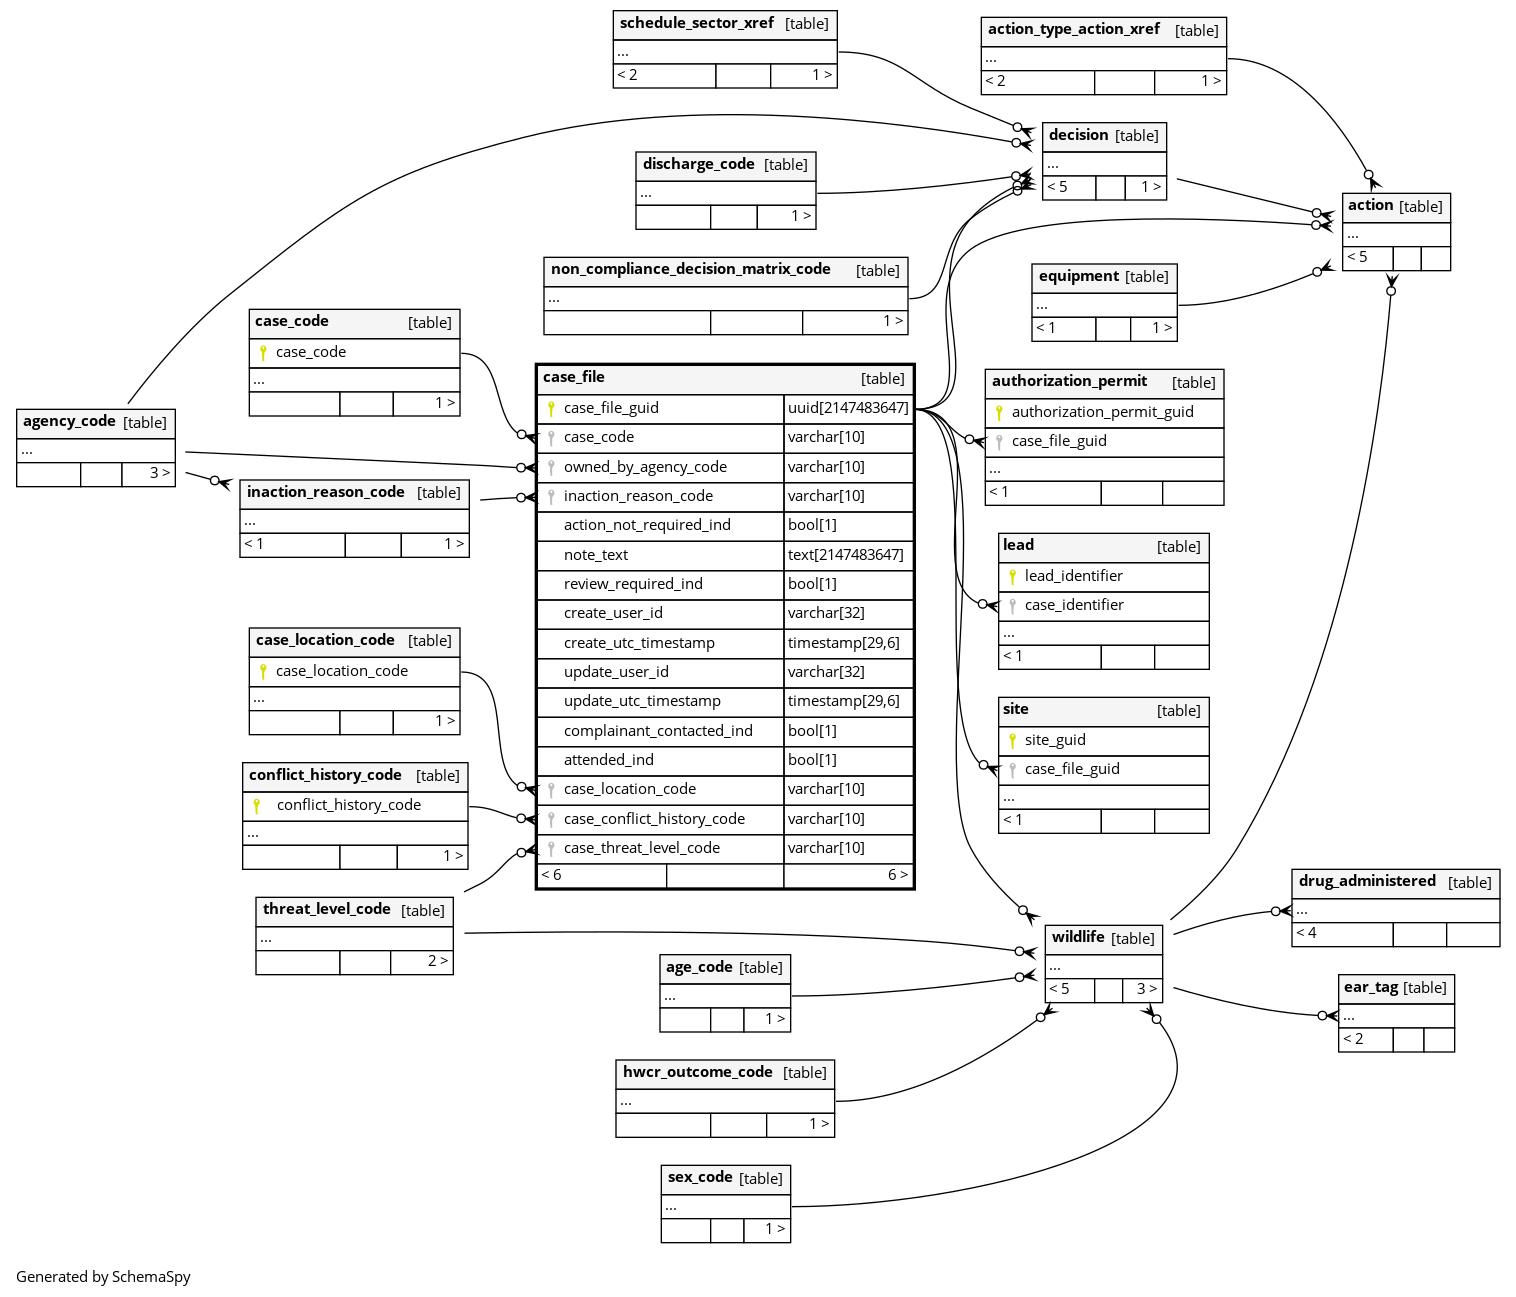 schedule_sector_xref [table]
...
< 2 1 >
action_type_action_xref [table]
...
< 2 1 >
decision [table]
...
< 5 1 >
discharge_code [table]
...
1 >
action [table]
...
< 5
non_compliance_decision_matrix_code [table]
...
1 >
equipment [table]
...
< 1 1 >
case_code [table]
case_code
...
1 >
agency_code [table]
...
3 >
inaction_reason_code [table]
...
< 1 1 >
case_file [table]
case_file_guid uuid[2147483647]
case_code varchar[10]
owned_by_agency_code varchar[10]
inaction_reason_code varchar[10]
action_not_required_ind bool[1]
note_text text[2147483647]
review_required_ind bool[1]
create_user_id varchar[32]
create_utc_timestamp timestamp[29,6]
update_user_id varchar[32]
update_utc_timestamp timestamp[29,6]
complainant_contacted_ind bool[1]
attended_ind bool[1]
case_location_code varchar[10]
case_conflict_history_code varchar[10]
case_threat_level_code varchar[10]
< 6 6 >
authorization_permit [table]
authorization_permit_guid
case_file_guid
...
< 1
lead [table]
lead_identifier
case_identifier
...
< 1
case_location_code [table]
case_location_code
...
1 >
site [table]
site_guid
case_file_guid
...
< 1
conflict_history_code [table]
conflict_history_code
...
1 >
threat_level_code [table]
...
2 >
drug_administered [table]
...
< 4
wildlife [table]
...
< 5 3 >
age_code [table]
...
1 >
ear_tag [table]
...
< 2
hwcr_outcome_code [table]
...
1 >
sex_code [table]
...
1 >
Generated by SchemaSpy